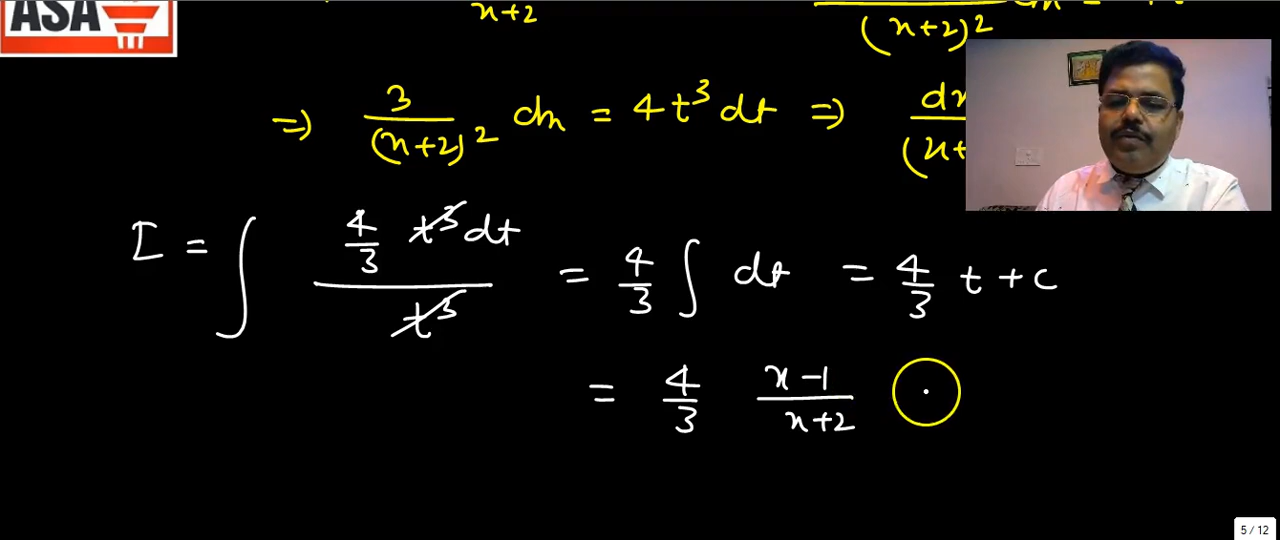 ASA
x+2
(x+2)²
=> 3/(x+2)² dx = 4t³ dt => dx/(x+
I = ∫ (4/3 t³ dt)/t³ = 4/3 ∫ dt = 4/3 t + c
= 4/3 (x-1)/(x+2)
5 / 12